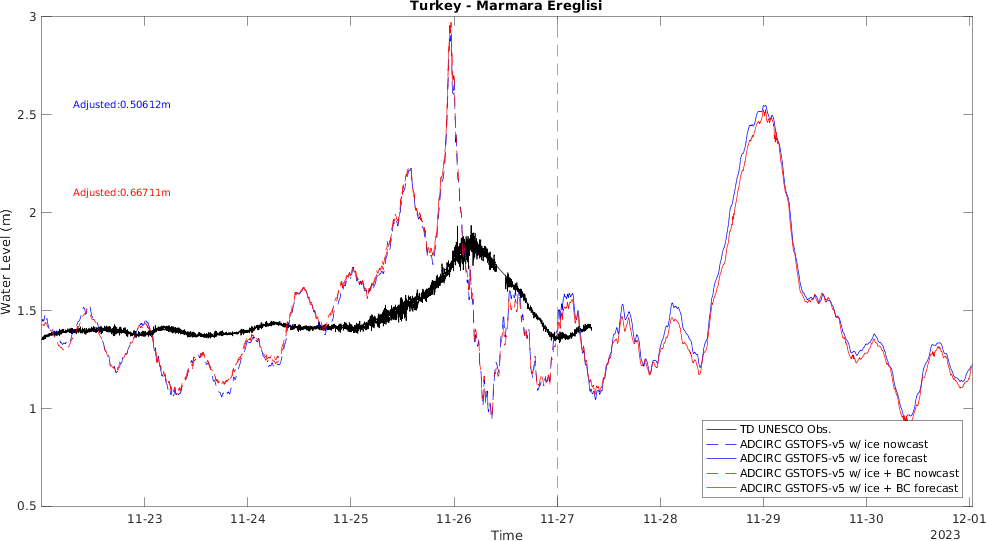 Turkey - Marmara Ereglisi
3
2.5
2
1.5
1
0.5
Water Level (m)
Adjusted:0.50612m
Adjusted:0.66711m
TD UNESCO Obs.
ADCIRC GSTOFS-v5 w/ ice nowcast
ADCIRC GSTOFS-v5 w/ ice forecast
ADCIRC GSTOFS-v5 w/ ice + BC nowcast
ADCIRC GSTOFS-v5 w/ ice + BC forecast
11-23 11-24 11-25 11-26 11-27 11-28 11-29 11-30 12-01
Time
2023